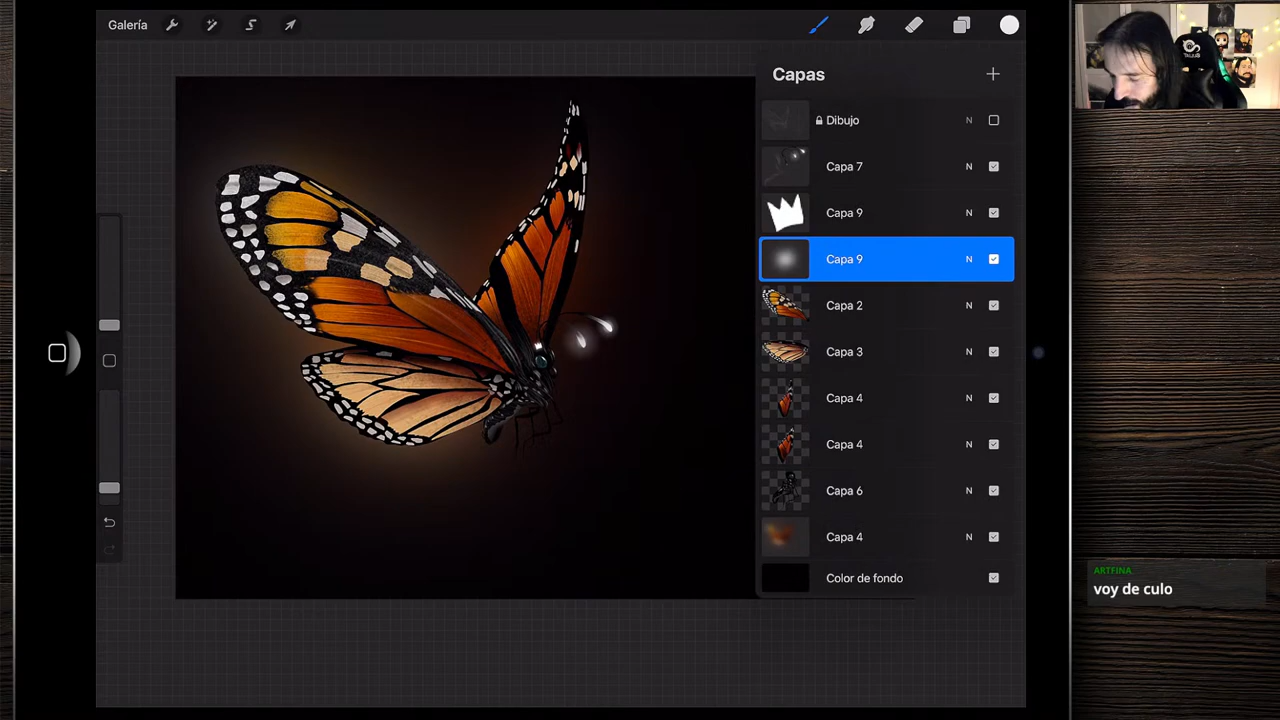 Galería
Capas
Dibujo N
Capa 7 N
Capa 9 N
Capa 9 N
Capa 2 N
Capa 3 N
Capa 4 N
Capa 4 N
Capa 6 N
Capa 4 N
Color de fondo
ARTFINA_
voy de culo